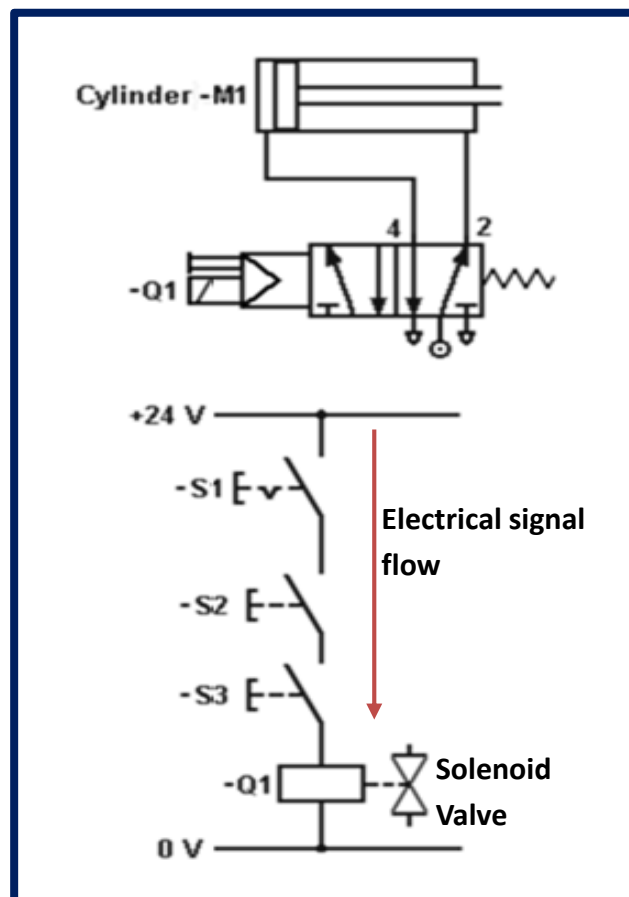 Cylinder -M1
4 2
-Q1
+24 V
-S1
Electrical signal
flow
-S2
-S3
-Q1
Solenoid
Valve
0 V